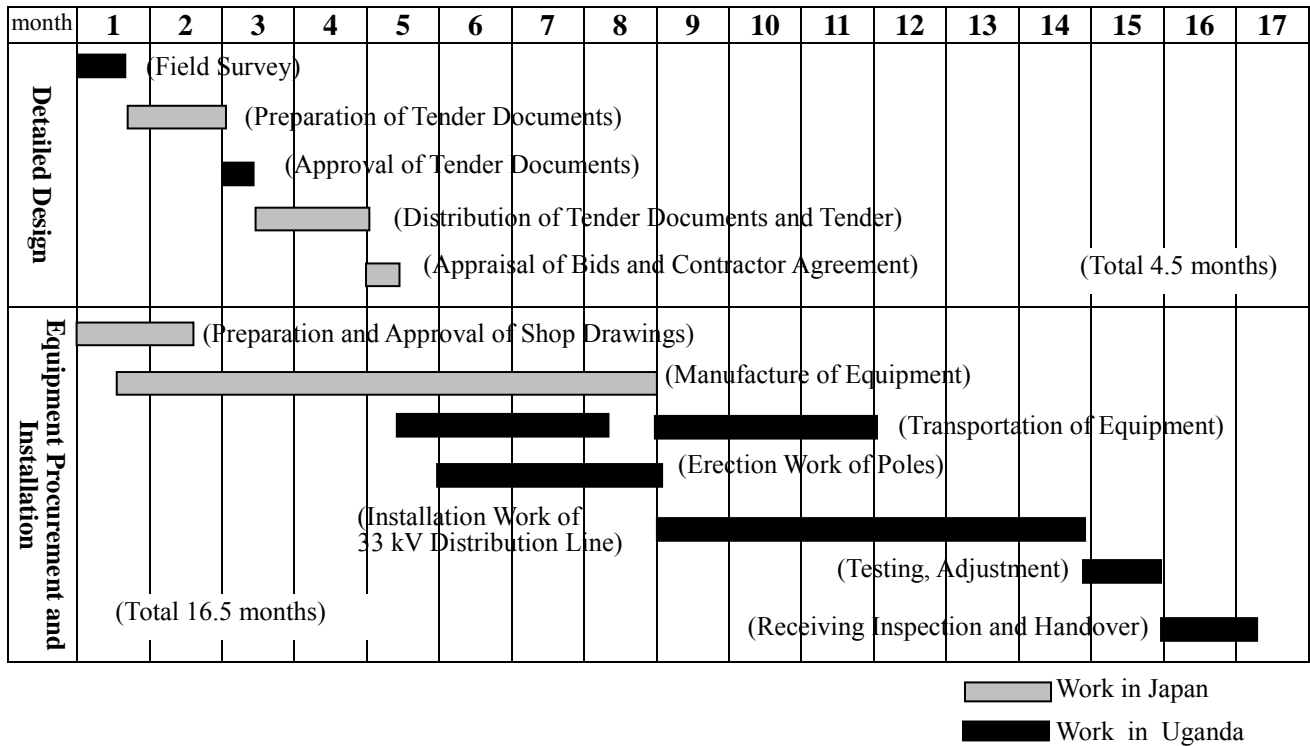 month 1 2 3 4 5 6 7 8 9 10 11 12 13 14 15 16 17
Detailed Design
(Field Survey)
(Preparation of Tender Documents)
(Approval of Tender Documents)
(Distribution of Tender Documents and Tender)
(Appraisal of Bids and Contractor Agreement)
(Total 4.5 months)
Equipment Procurement and
Installation
(Preparation and Approval of Shop Drawings)
(Manufacture of Equipment)
(Transportation of Equipment)
(Erection Work of Poles)
(Installation Work of
33 kV Distribution Line)
(Testing, Adjustment)
(Total 16.5 months)
(Receiving Inspection and Handover)
Work in Japan
Work in Uganda